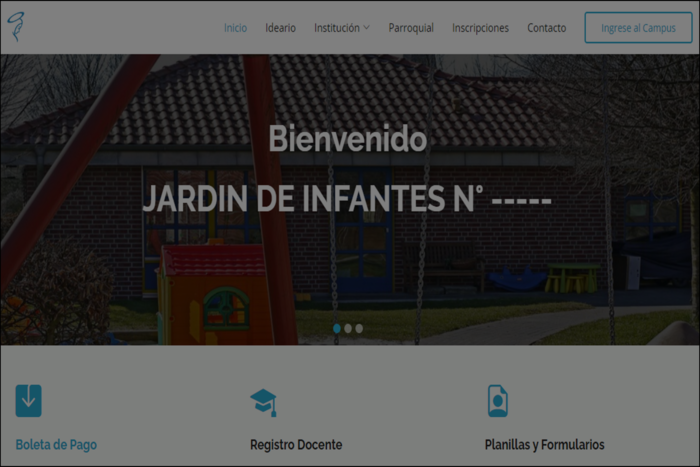 Inicio Ideario Institución Parroquial Inscripciones Contacto Ingrese al Campus
Bienvenido
JARDIN DE INFANTES N° -----
Boleta de Pago Registro Docente Planillas y Formularios